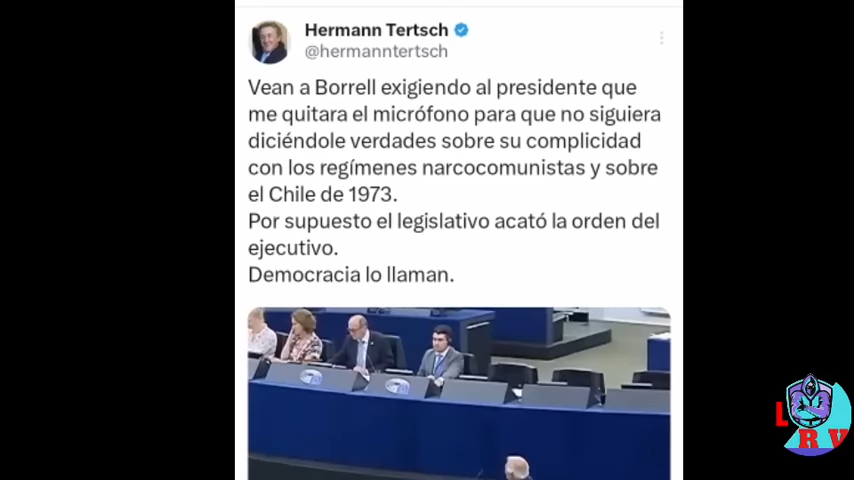 Hermann Tertsch
@hermanntertsch
Vean a Borrell exigiendo al presidente que
me quitara el micrófono para que no siguiera
diciéndole verdades sobre su complicidad
con los regímenes narcocomunistas y sobre
el Chile de 1973.
Por supuesto el legislativo acató la orden del
ejecutivo.
Democracia lo llaman.
L
R V